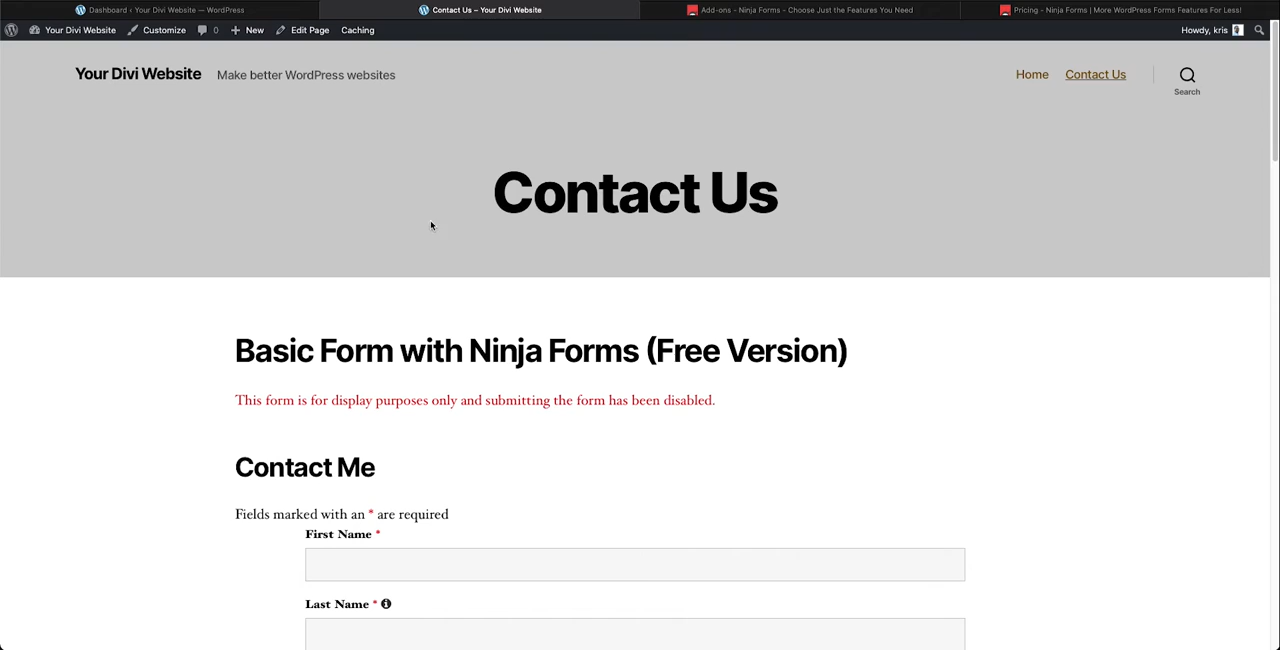 Dashboard ‹ Your Divi Website — WordPress
Contact Us – Your Divi Website
Add-ons - Ninja Forms - Choose Just the Features You Need
Pricing - Ninja Forms | More WordPress Forms Features For Less!
Your Divi Website Customize 0 New Edit Page Caching Howdy, kris
Your Divi Website Make better WordPress websites Home Contact Us
Search
Contact Us
Basic Form with Ninja Forms (Free Version)
This form is for display purposes only and submitting the form has been disabled.
Contact Me
Fields marked with an * are required
First Name *
Last Name *